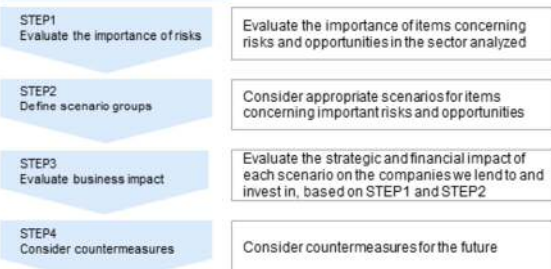 STEP1
Evaluate the importance of risks
Evaluate the importance of items concerning
risks and opportunities in the sector analyzed
STEP2
Define scenario groups
Consider appropriate scenarios for items
concerning important risks and opportunities
STEP3
Evaluate business impact
Evaluate the strategic and financial impact of
each scenario on the companies we lend to and
invest in, based on STEP1 and STEP2
STEP4
Consider countermeasures
Consider countermeasures for the future